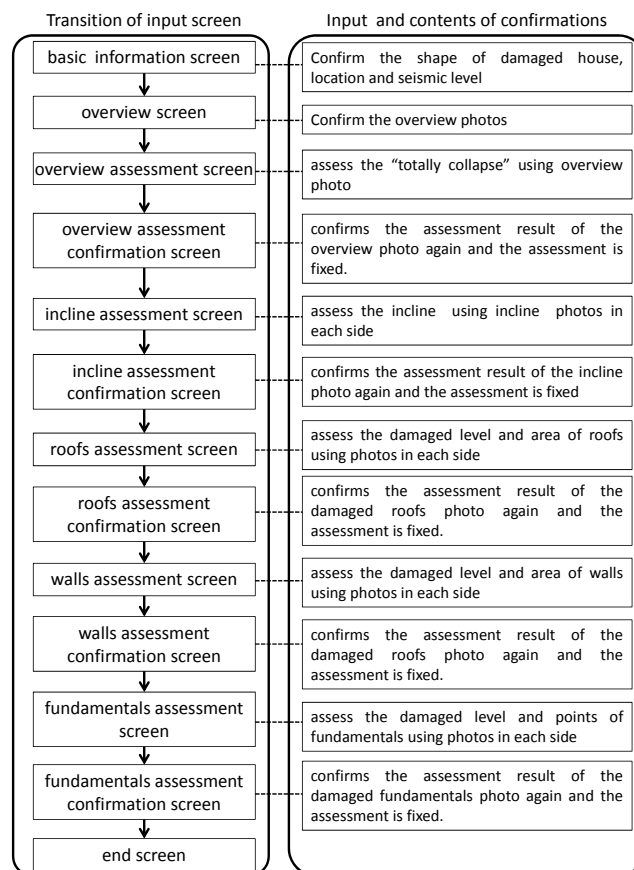 Transition of input screen
Input and contents of confirmations
basic information screen
Confirm the shape of damaged house,
location and seismic level
overview screen
Confirm the overview photos
overview assessment screen
assess the “totally collapse” using overview
photo
overview assessment
confirmation screen
confirms the assessment result of the
overview photo again and the assessment is
fixed.
incline assessment screen
assess the incline using incline photos in
each side
incline assessment
confirmation screen
confirms the assessment result of the incline
photo again and the assessment is fixed
roofs assessment screen
assess the damaged level and area of roofs
using photos in each side
roofs assessment
confirmation screen
confirms the assessment result of the
damaged roofs photo again and the
assessment is fixed.
walls assessment screen
assess the damaged level and area of walls
using photos in each side
walls assessment
confirmation screen
confirms the assessment result of the
damaged roofs photo again and the
assessment is fixed.
fundamentals assessment
screen
assess the damaged level and points of
fundamentals using photos in each side
fundamentals assessment
confirmation screen
confirms the assessment result of the
damaged fundamentals photo again and the
assessment is fixed.
end screen